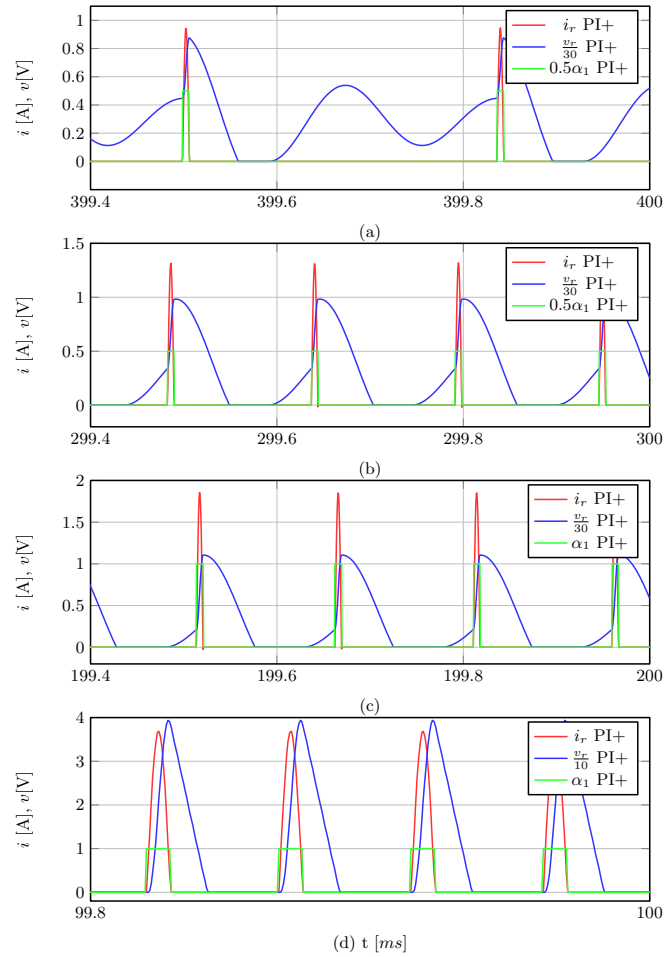 1
0.8
0.6
0.4
0.2
0
i [A], v[V]
i_r PI+
v_r/30 PI+
0.5α_1 PI+
399.4 399.6 399.8 400
(a)
1.5
1
0.5
0
i [A], v[V]
i_r PI+
v_r/30 PI+
0.5α_1 PI+
299.4 299.6 299.8 300
(b)
2
1.5
1
0.5
0
i [A], v[V]
i_r PI+
v_r/30 PI+
α_1 PI+
199.4 199.6 199.8 200
(c)
4
3
2
1
0
i [A], v[V]
i_r PI+
v_r/10 PI+
α_1 PI+
99.8 100
(d) t [ms]